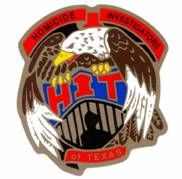 HOMICIDE INVESTIGATORS
HIT
of TEXAS